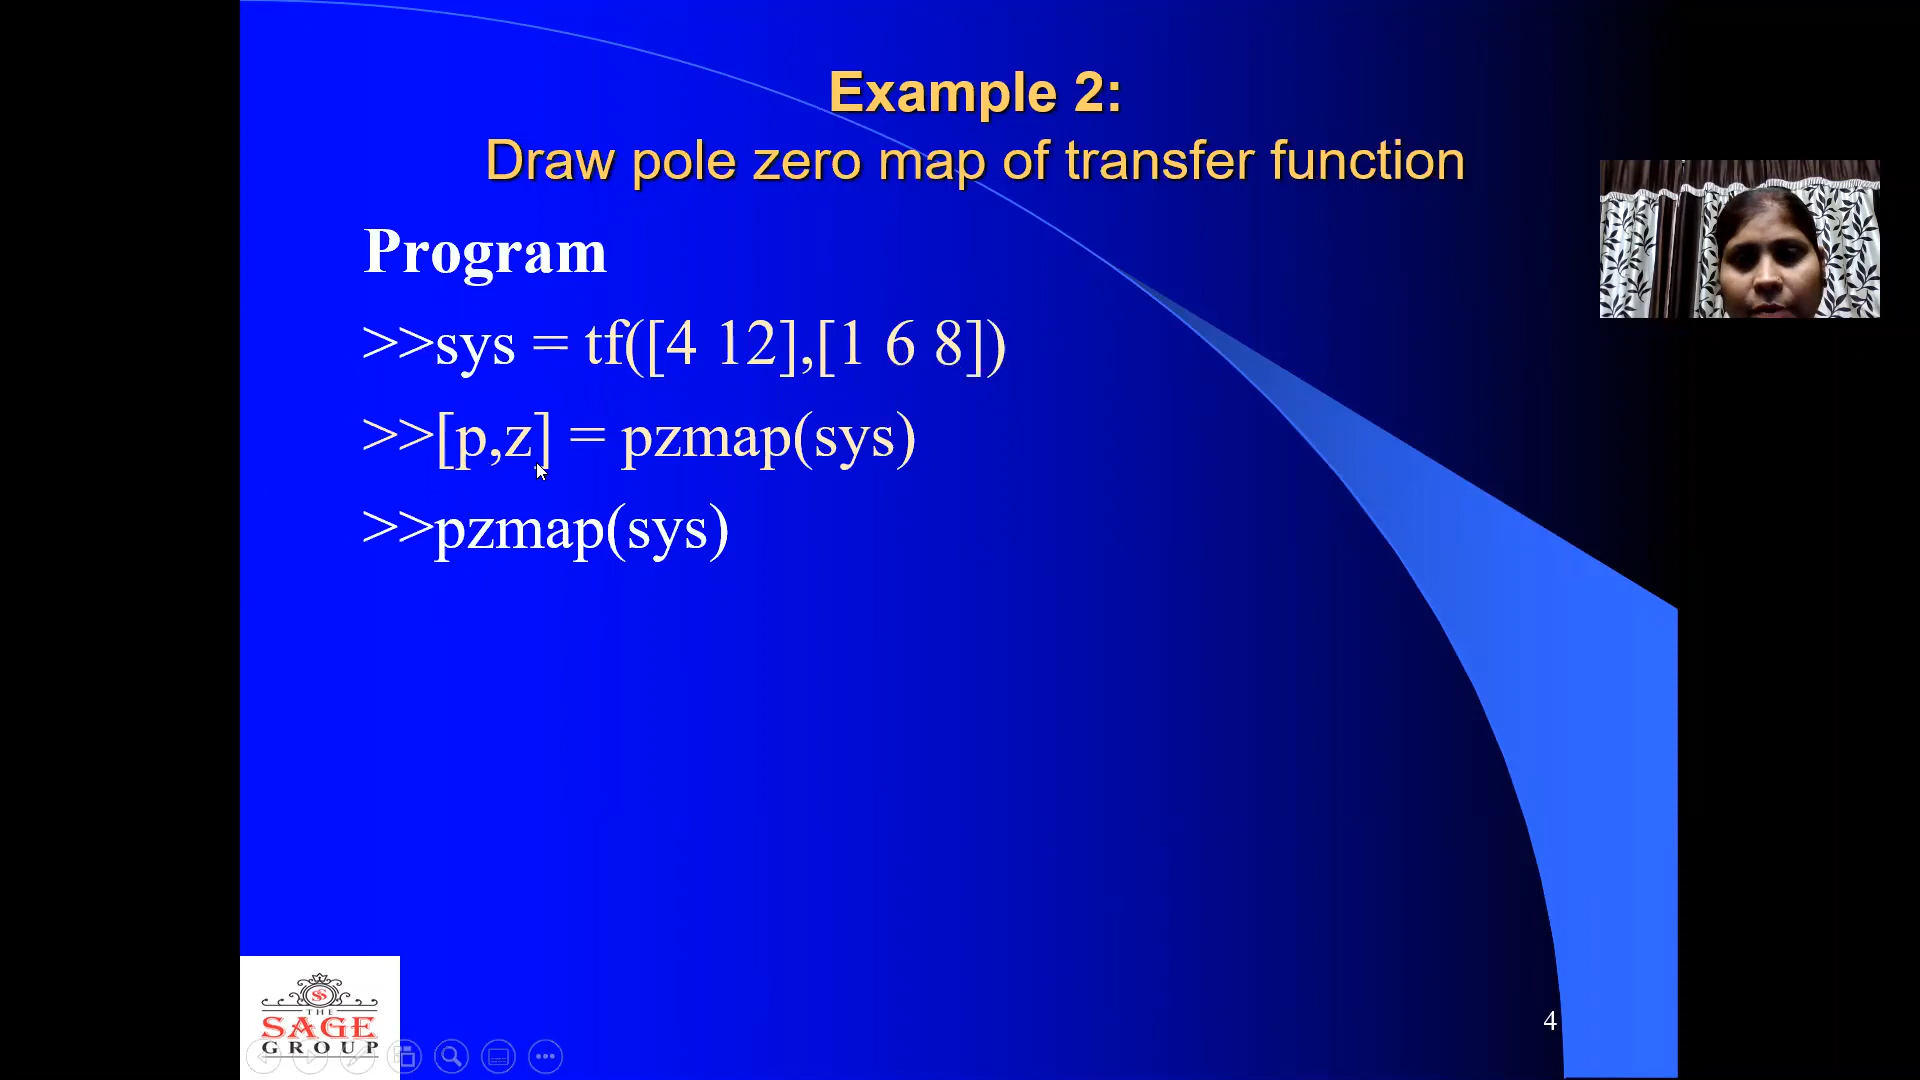 Example 2:
Draw pole zero map of transfer function
Program
>>sys = tf([4 12],[1 6 8])
>>[p,z] = pzmap(sys)
>>pzmap(sys)
THE
SAGE
GROUP
4